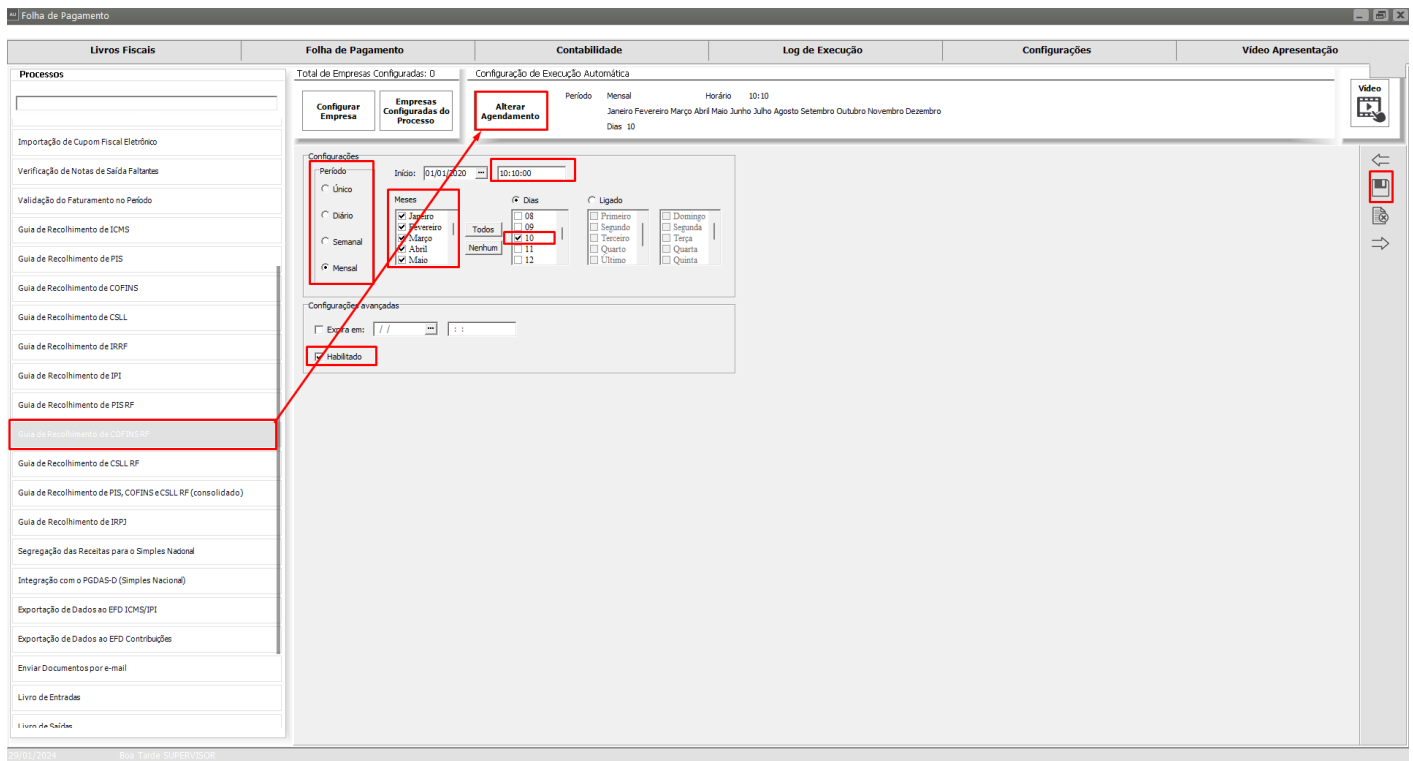 AU Folha de Pagamento
Livros Fiscais Folha de Pagamento Contabilidade Log de Execução Configurações Vídeo Apresentação
Processos
Importação de Cupom Fiscal Eletrônico
Verificação de Notas de Saída Faltantes
Validação do Faturamento no Período
Guia de Recolhimento de ICMS
Guia de Recolhimento de PIS
Guia de Recolhimento de COFINS
Guia de Recolhimento de CSLL
Guia de Recolhimento de IRRF
Guia de Recolhimento de IPI
Guia de Recolhimento de PIS RF
Guia de Recolhimento de COFINS RF
Guia de Recolhimento de CSLL RF
Guia de Recolhimento de PIS, COFINS e CSLL RF (consolidado)
Guia de Recolhimento de IRPJ
Segregação das Receitas para o Simples Nacional
Integração com o PGDAS-D (Simples Nacional)
Exportação de Dados ao EFD ICMS/IPI
Exportação de Dados ao EFD Contribuições
Enviar Documentos por e-mail
Livro de Entradas
Livro de Saídas
Total de Empresas Configuradas: 0
Configurar
Empresa
Empresas
Configuradas do
Processo
Configuração de Execução Automática
Alterar
Agendamento
Período Mensal Horário 10:10
Janeiro Fevereiro Março Abril Maio Junho Julho Agosto Setembro Outubro Novembro Dezembro
Dias 10
Vídeo
Configurações
Período
Único
Diário
Semanal
Mensal
Início: 01/01/2020 ... 10:10:00
Meses
Janeiro
Fevereiro
Março
Abril
Maio
Todos
Nenhum
Dias
08
09
10
11
12
Ligado
Primeiro
Segundo
Terceiro
Quarto
Último
Domingo
Segunda
Terça
Quarta
Quinta
Configurações avançadas
Expira em: / / ... : :
Habilitado
29/01/2024 Boa Tarde SUPERVISOR